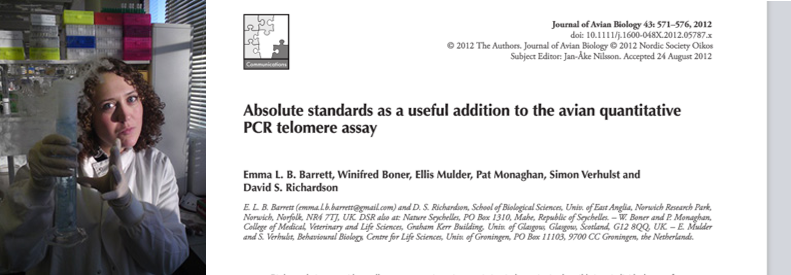 Communications
Journal of Avian Biology 43: 571–576, 2012
doi: 10.1111/j.1600-048X.2012.05787.x
© 2012 The Authors. Journal of Avian Biology © 2012 Nordic Society Oikos
Subject Editor: Jan-Åke Nilsson. Accepted 24 August 2012
Absolute standards as a useful addition to the avian quantitative
PCR telomere assay
Emma L. B. Barrett, Winifred Boner, Ellis Mulder, Pat Monaghan, Simon Verhulst and
David S. Richardson
E. L. B. Barrett (emma.l.b.barrett@gmail.com) and D. S. Richardson, School of Biological Sciences, Univ. of East Anglia, Norwich Research Park,
Norwich, Norfolk, NR4 7TJ, UK. DSR also at: Nature Seychelles, PO Box 1310, Mahe, Republic of Seychelles. – W. Boner and P. Monaghan,
College of Medical, Veterinary and Life Sciences, Graham Kerr Building, Univ. of Glasgow, Glasgow, Scotland, G12 8QQ, UK. – E. Mulder
and S. Verhulst, Behavioural Biology, Centre for Life Sciences, Univ. of Groningen, PO Box 11103, 9700 CC Groningen, the Netherlands.